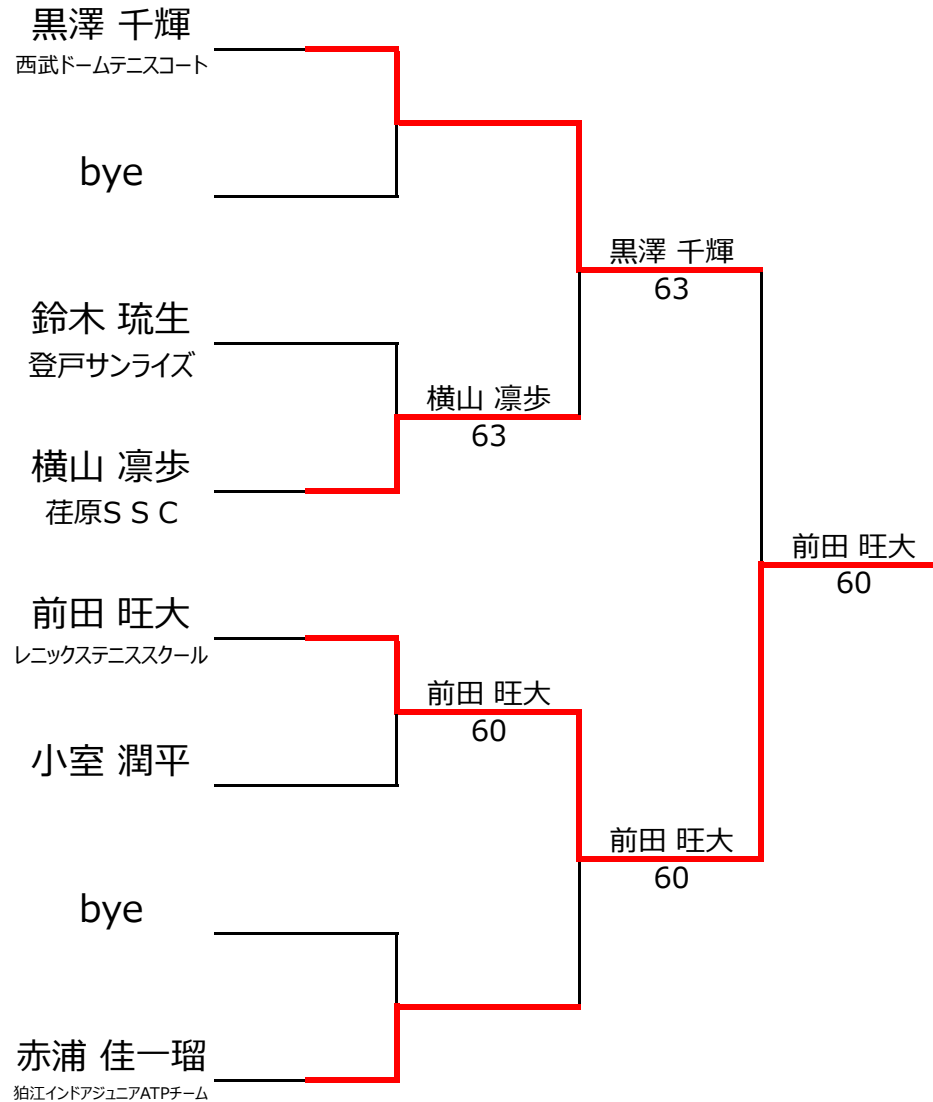 黒澤 千輝
西武ドームテニスコート
bye
黒澤 千輝
63
鈴木 琉生
登戸サンライズ
横山 凛歩
63
横山 凛歩
荏原ＳＳＣ
前田 旺大
60
前田 旺大
レニックステニススクール
前田 旺大
60
小室 潤平
前田 旺大
60
bye
赤浦 佳一瑠
狛江インドアジュニアATPチーム